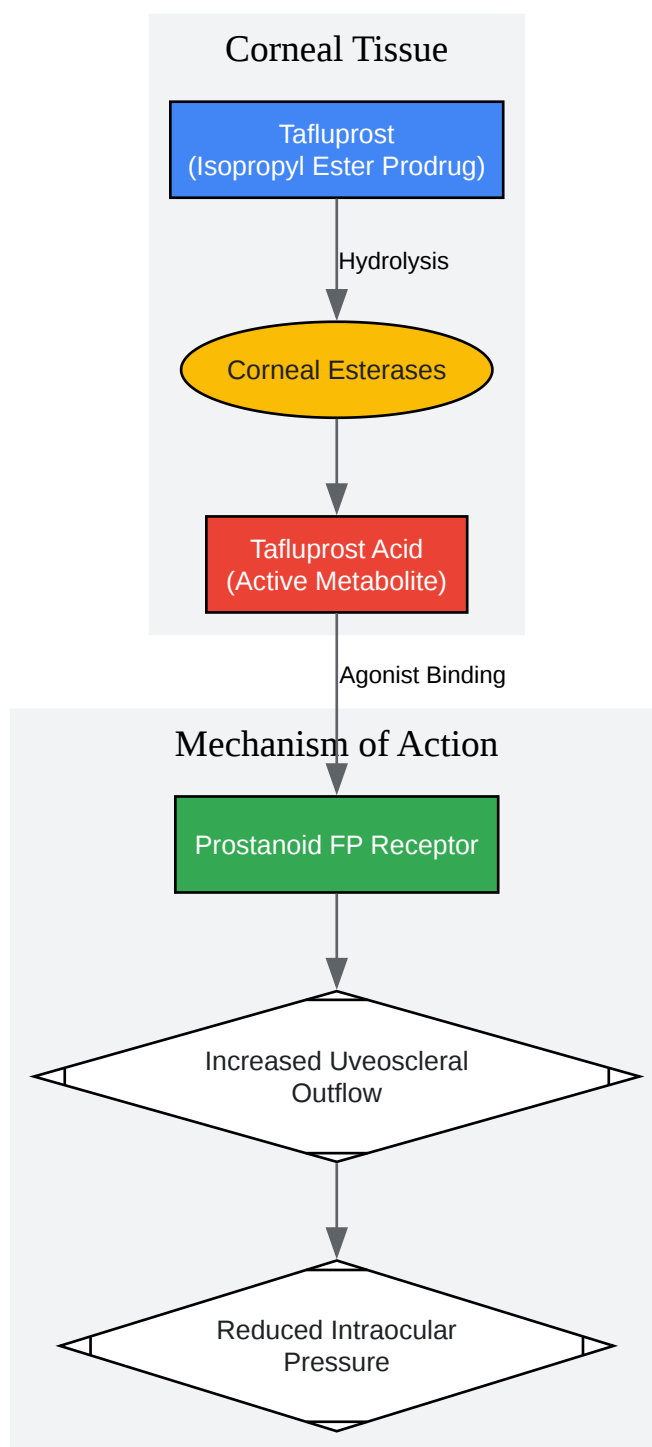 Corneal Tissue
Tafluprost
(Isopropyl Ester Prodrug)
Hydrolysis
Corneal Esterases
Tafluprost Acid
(Active Metabolite)
Agonist Binding
Mechanism of Action
Prostanoid FP Receptor
Increased Uveoscleral
Outflow
Reduced Intraocular
Pressure